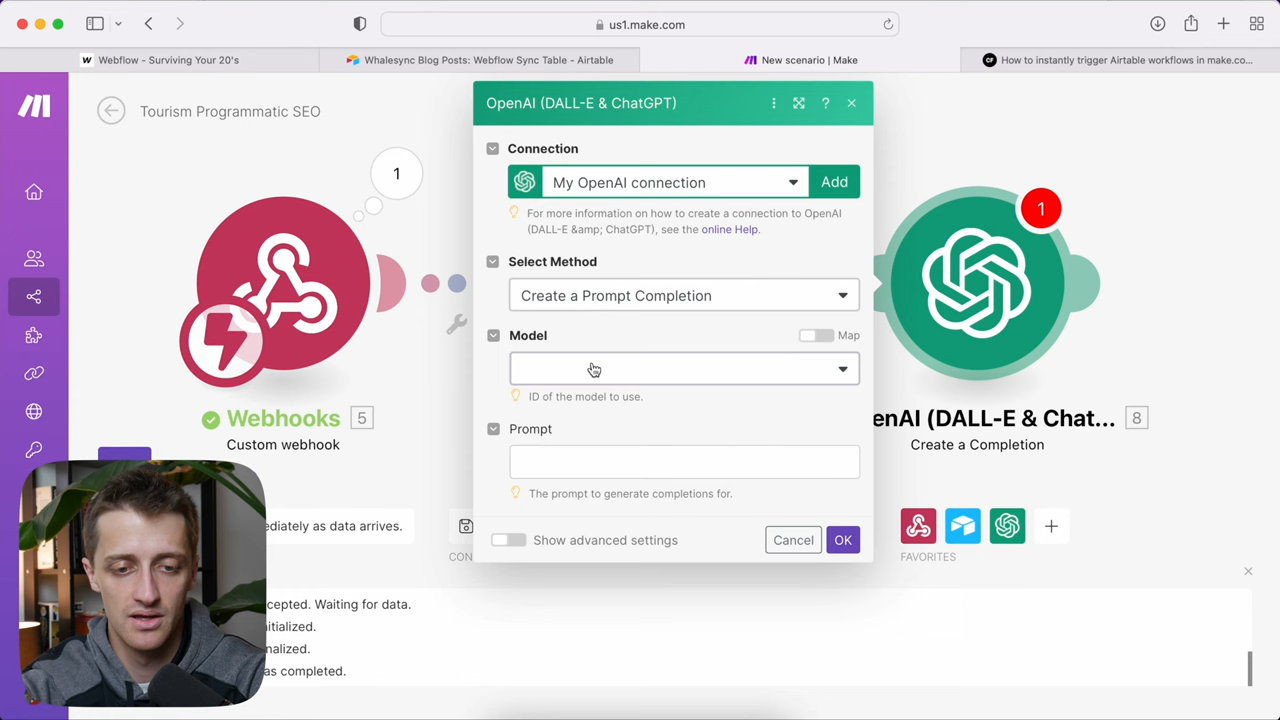 us1.make.com
Webflow - Surviving Your 20's
Whalesync Blog Posts: Webflow Sync Table - Airtable
New scenario | Make
How to instantly trigger Airtable workflows in make.co...
Tourism Programmatic SEO
OpenAI (DALL-E & ChatGPT)
Connection
My OpenAI connection
Add
For more information on how to create a connection to OpenAI
(DALL-E &amp; ChatGPT), see the online Help.
Select Method
Create a Prompt Completion
Model
Map
ID of the model to use.
Prompt
The prompt to generate completions for.
Show advanced settings
Cancel
OK
1
Webhooks
5
Custom webhook
1
enAI (DALL-E & Chat...
8
Create a Completion
ediately as data arrives.
CON
FAVORITES
cepted. Waiting for data.
itialized.
nalized.
as completed.